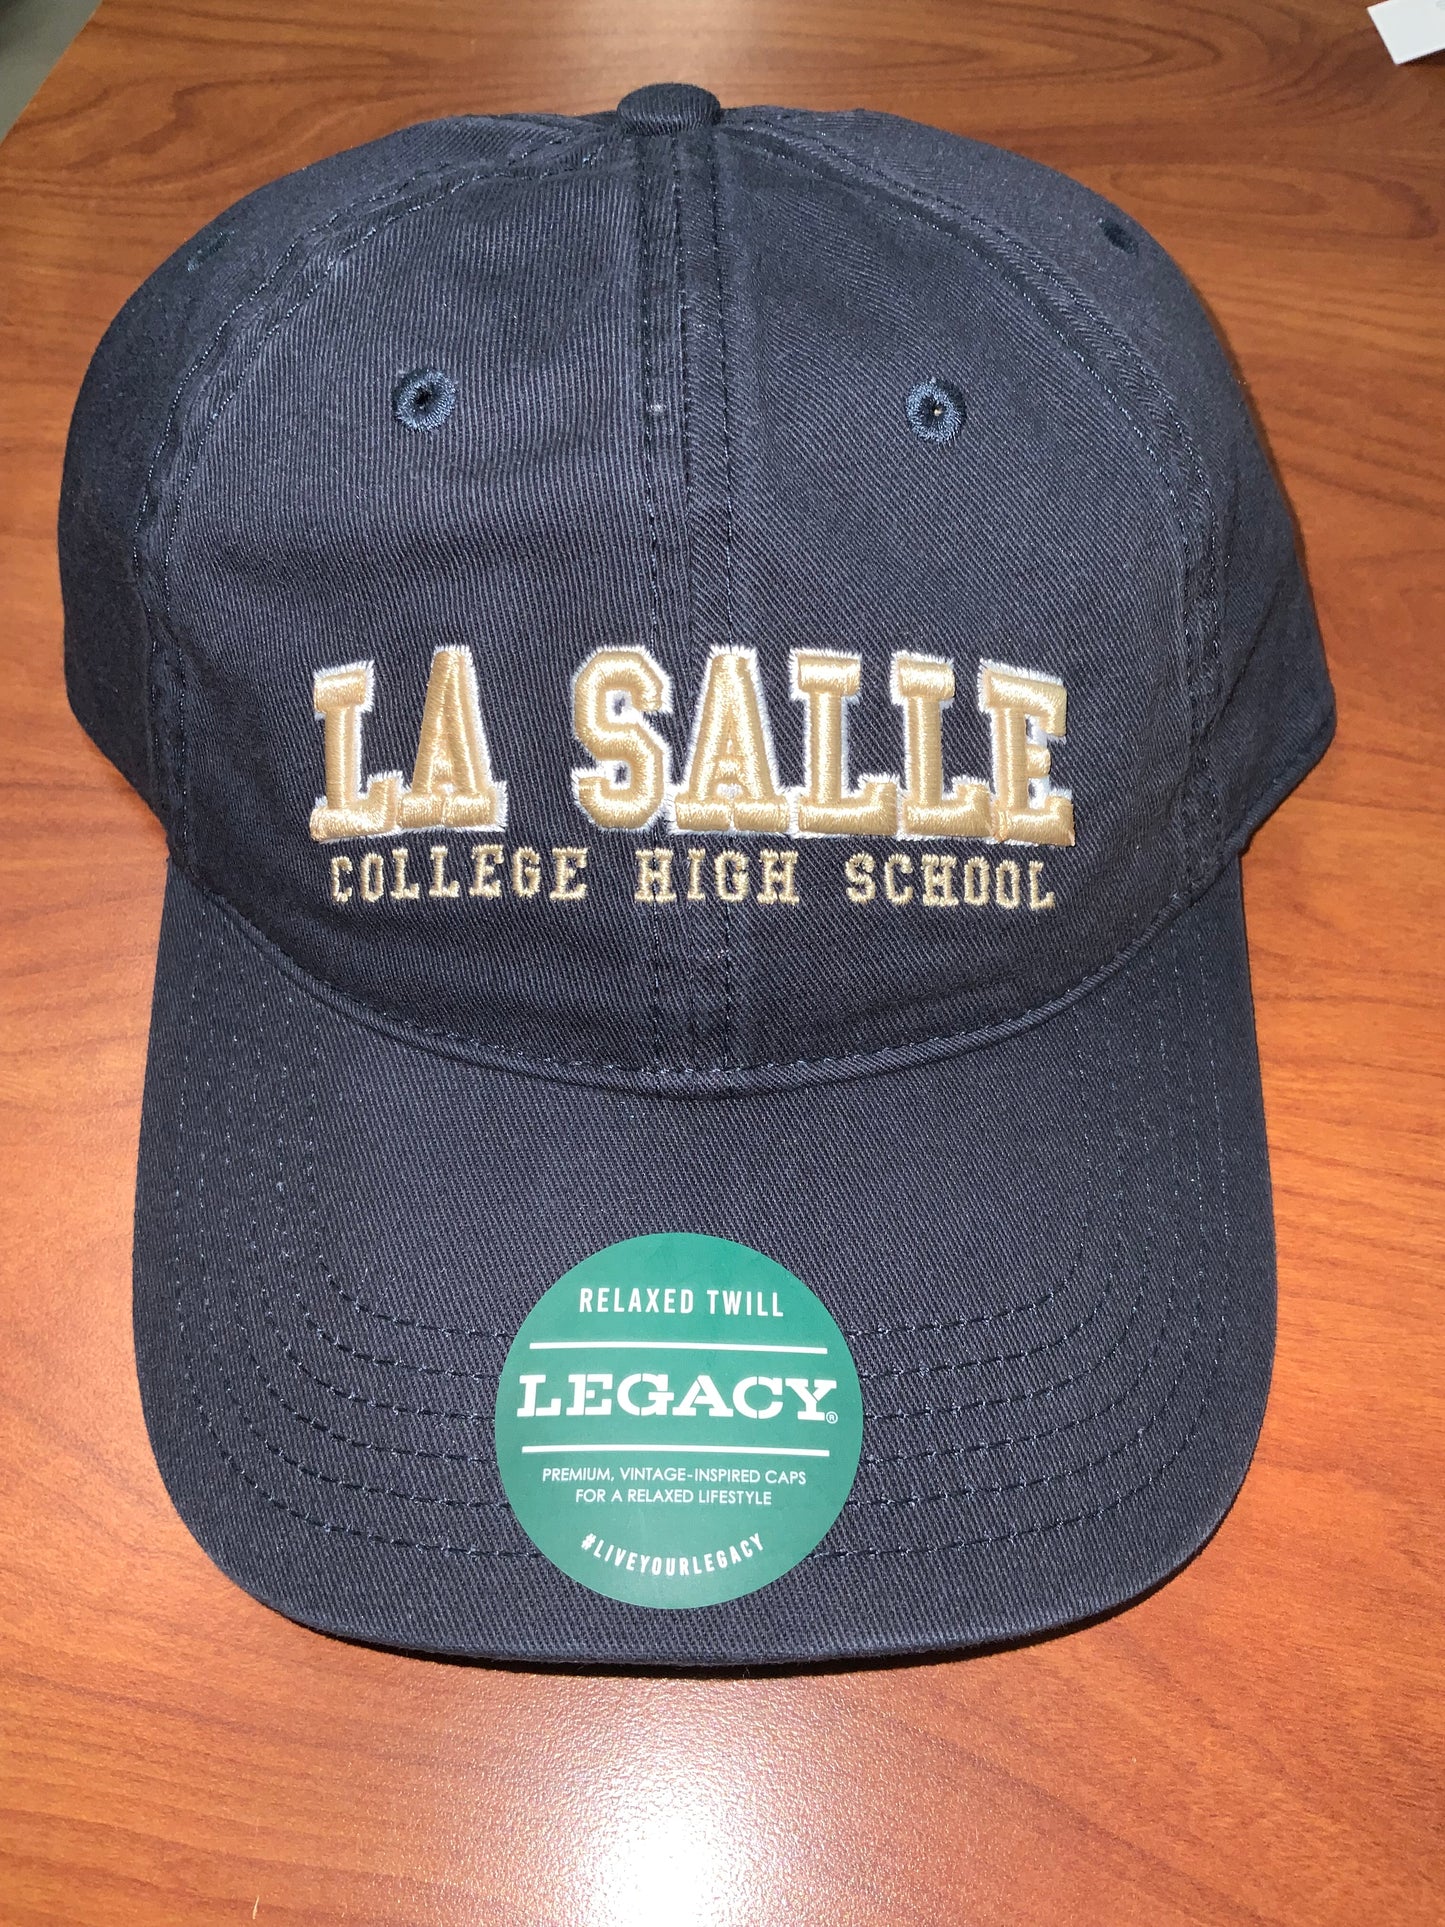 LA SALLE
COLLEGE HIGH SCHOOL
RELAXED TWILL
LEGACY®
PREMIUM, VINTAGE-INSPIRED CAPS
FOR A RELAXED LIFESTYLE
#LIVEYOURLEGACY